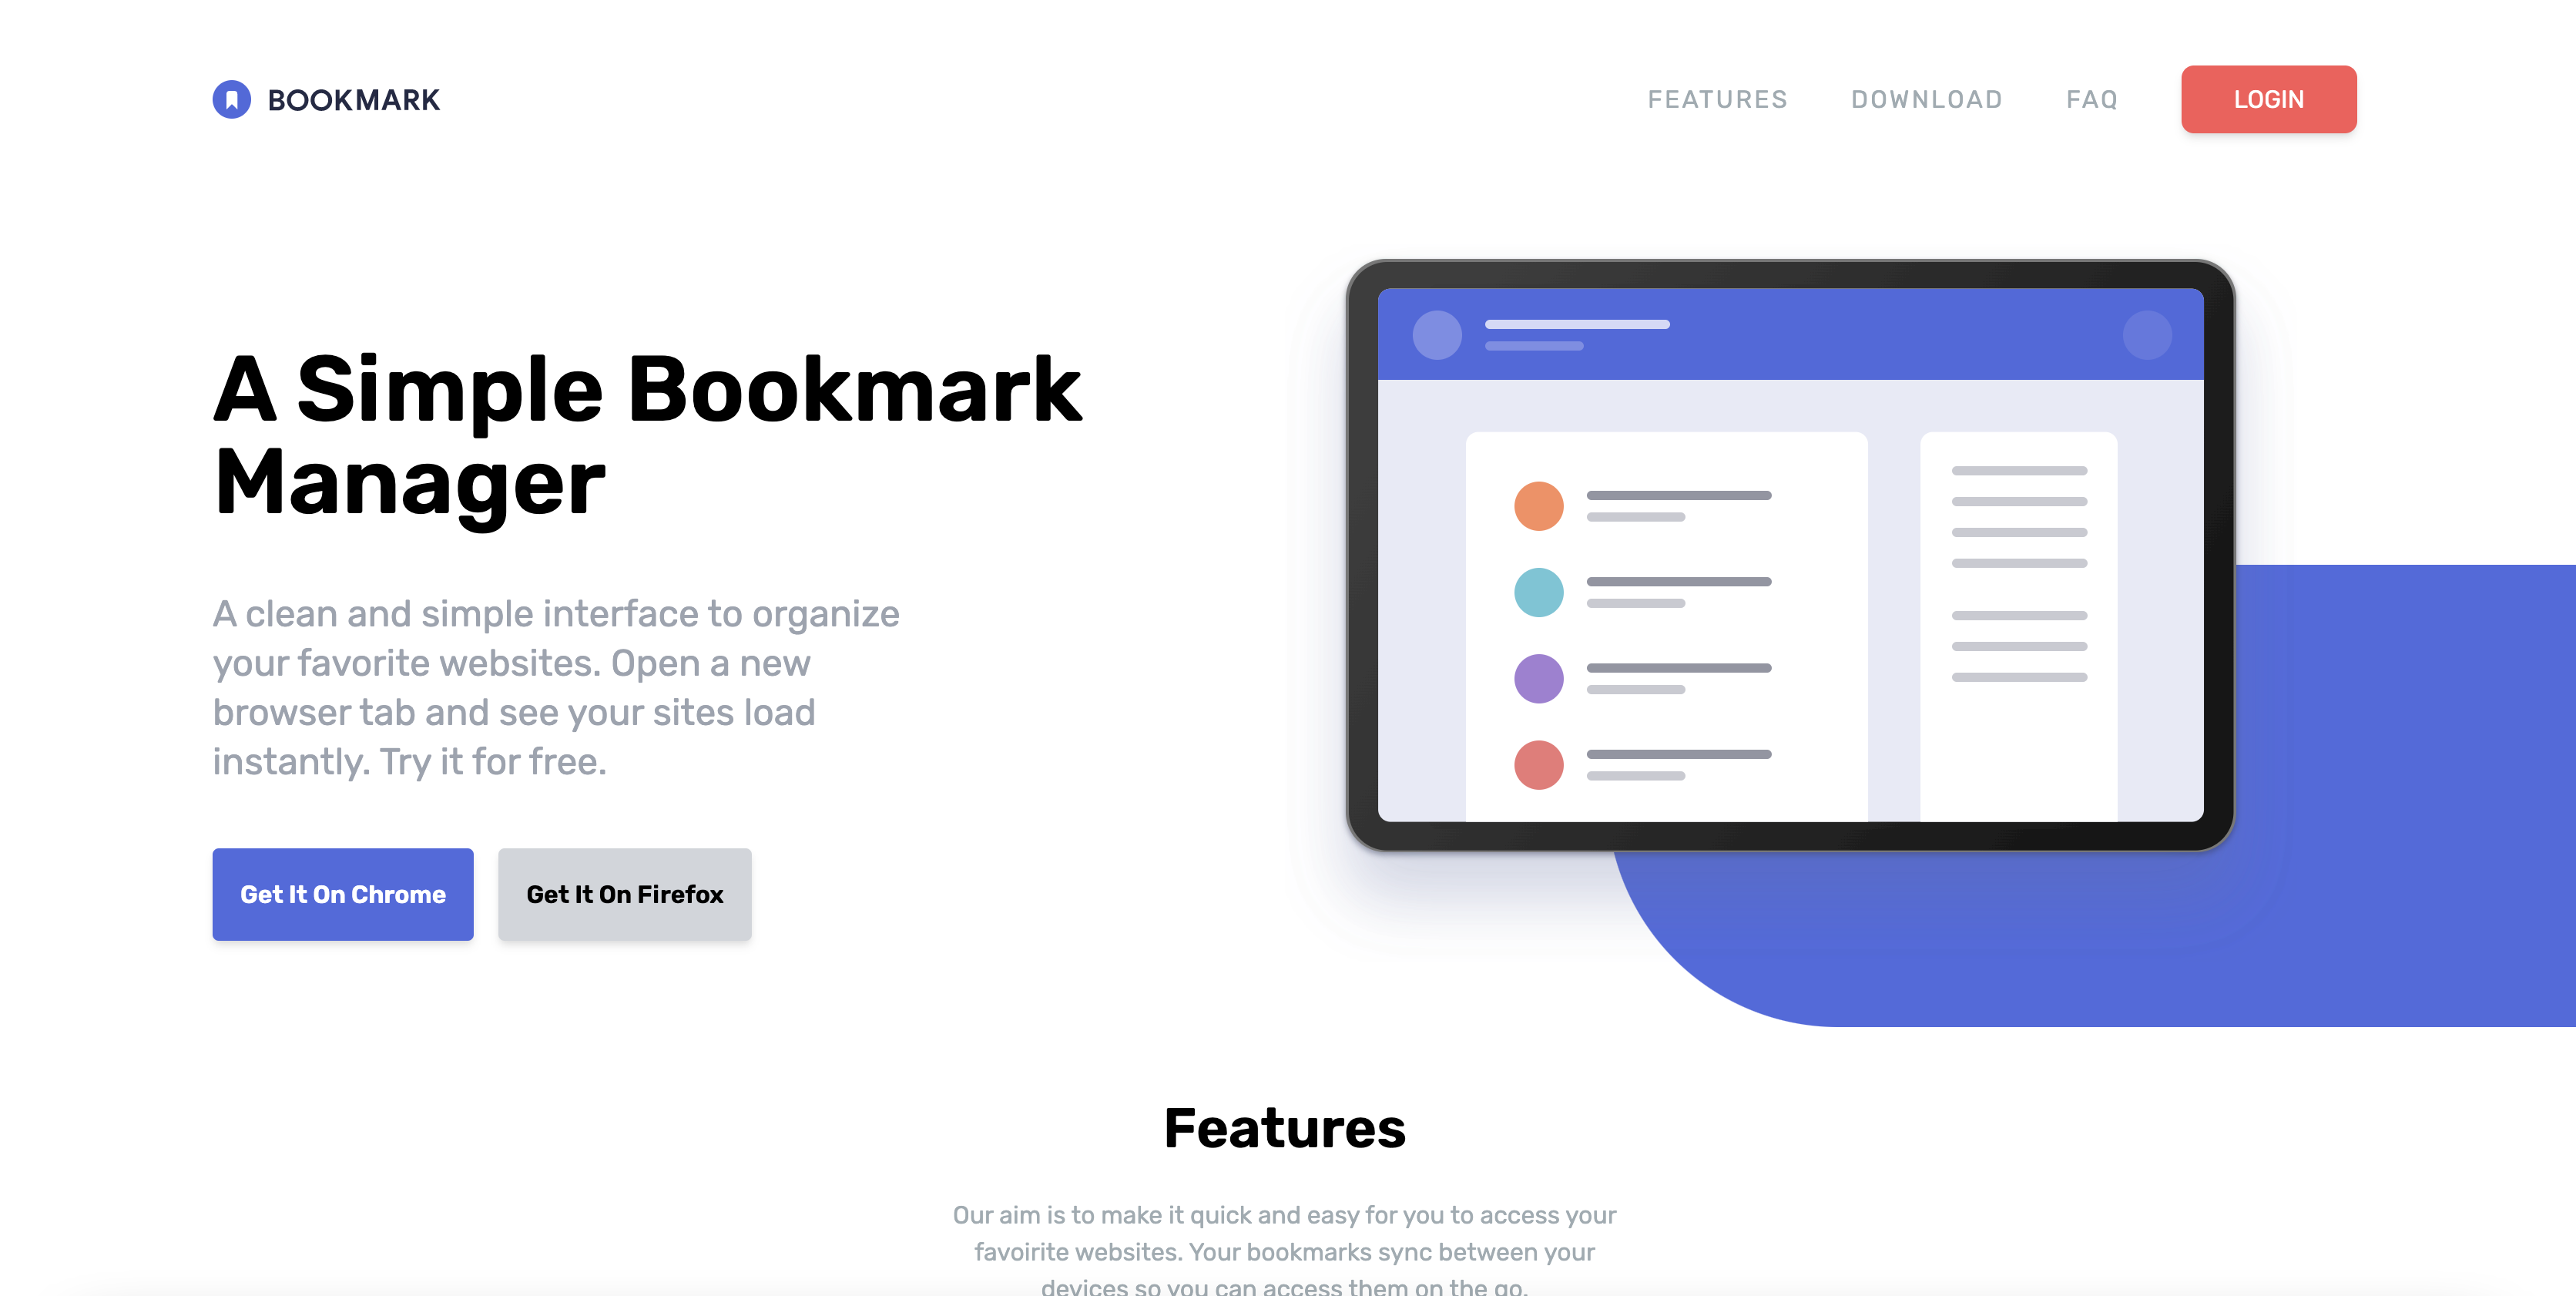 BOOKMARK
FEATURES
DOWNLOAD
FAQ
LOGIN
A Simple Bookmark
Manager
A clean and simple interface to organize
your favorite websites. Open a new
browser tab and see your sites load
instantly. Try it for free.
Get It On Chrome
Get It On Firefox
Features
Our aim is to make it quick and easy for you to access your
favoirite websites. Your bookmarks sync between your
devices so you can access them on the go.